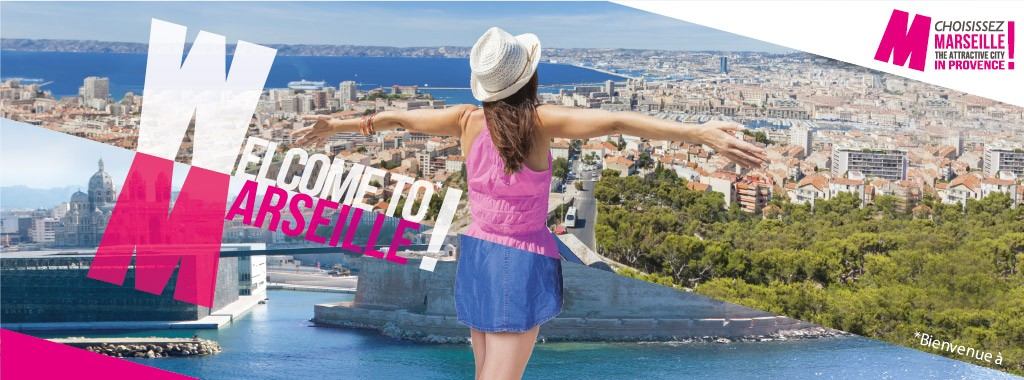 WELCOME TO
MARSEILLE !
CHOISISSEZ
MARSEILLE
THE ATTRACTIVE CITY
IN PROVENCE !
*Bienvenue à